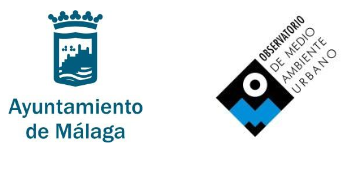 Ayuntamiento
de Málaga
OBSERVATORIO
DE MEDIO
AMBIENTE
URBANO